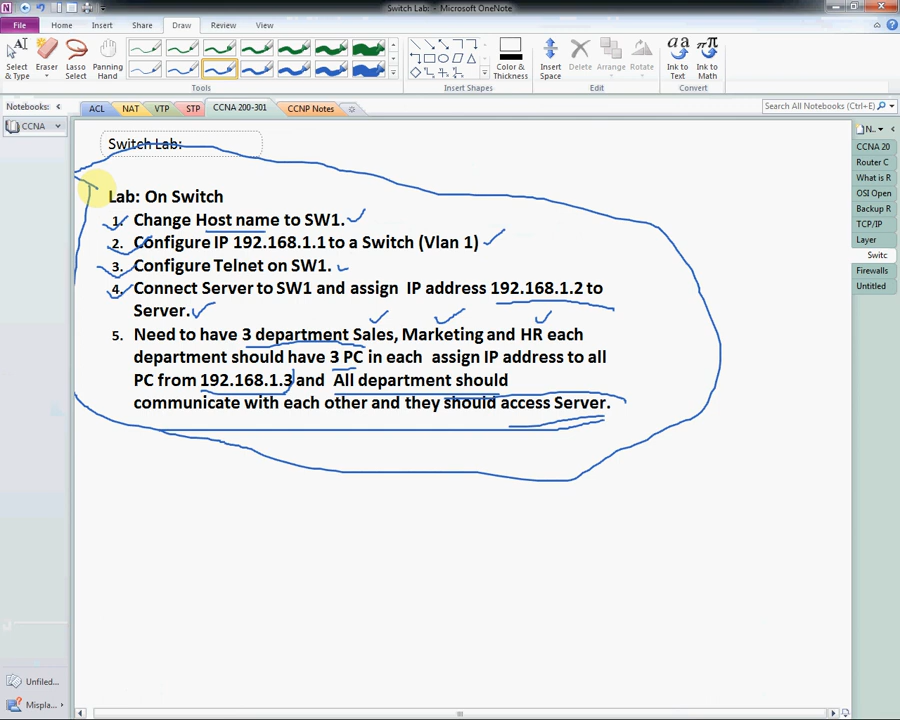 Switch Lab: - Microsoft OneNote
File Home Insert Share Draw Review View
Select & Type
Eraser
Lasso Select
Panning Hand
Color & Thickness
Insert Space
Delete
Arrange
Rotate
Ink to Text
Ink to Math
Tools
Insert Shapes
Edit
Convert
Notebooks:
ACL NAT VTP STP CCNA 200-301 CCNP Notes
Search All Notebooks (Ctrl+E)
CCNA
N..
CCNA 20
Router C
What is R
OSI Open
Backup R
TCP/IP
Layer
Switc
Firewalls
Untitled
Switch Lab:
Lab: On Switch
1. Change Host name to SW1.
2. Configure IP 192.168.1.1 to a Switch (Vlan 1)
3. Configure Telnet on SW1.
4. Connect Server to SW1 and assign IP address 192.168.1.2 to
Server.
5. Need to have 3 department Sales, Marketing and HR each
department should have 3 PC in each assign IP address to all
PC from 192.168.1.3 and All department should
communicate with each other and they should access Server.
Unfiled...
Mispla...